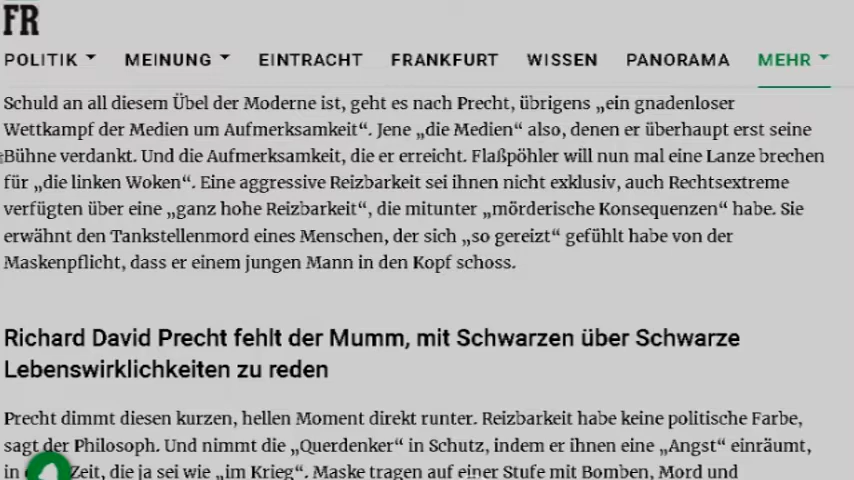 FR
POLITIK MEINUNG EINTRACHT FRANKFURT WISSEN PANORAMA MEHR
Schuld an all diesem Übel der Moderne ist, geht es nach Precht, übrigens „ein gnadenloser
Wettkampf der Medien um Aufmerksamkeit“. Jene „die Medien“ also, denen er überhaupt erst seine
Bühne verdankt. Und die Aufmerksamkeit, die er erreicht. Flaßpöhler will nun mal eine Lanze brechen
für „die linken Woken“. Eine aggressive Reizbarkeit sei ihnen nicht exklusiv, auch Rechtsextreme
verfügten über eine „ganz hohe Reizbarkeit“, die mitunter „mörderische Konsequenzen“ habe. Sie
erwähnt den Tankstellenmord eines Menschen, der sich „so gereizt“ gefühlt habe von der
Maskenpflicht, dass er einem jungen Mann in den Kopf schoss.
Richard David Precht fehlt der Mumm, mit Schwarzen über Schwarze
Lebenswirklichkeiten zu reden
Precht dimmt diesen kurzen, hellen Moment direkt runter. Reizbarkeit habe keine politische Farbe,
sagt der Philosoph. Und nimmt die „Querdenker“ in Schutz, indem er ihnen eine „Angst“ einräumt,
in Zeit, die ja sei wie „im Krieg“. Maske tragen auf einer Stufe mit Bomben, Mord und